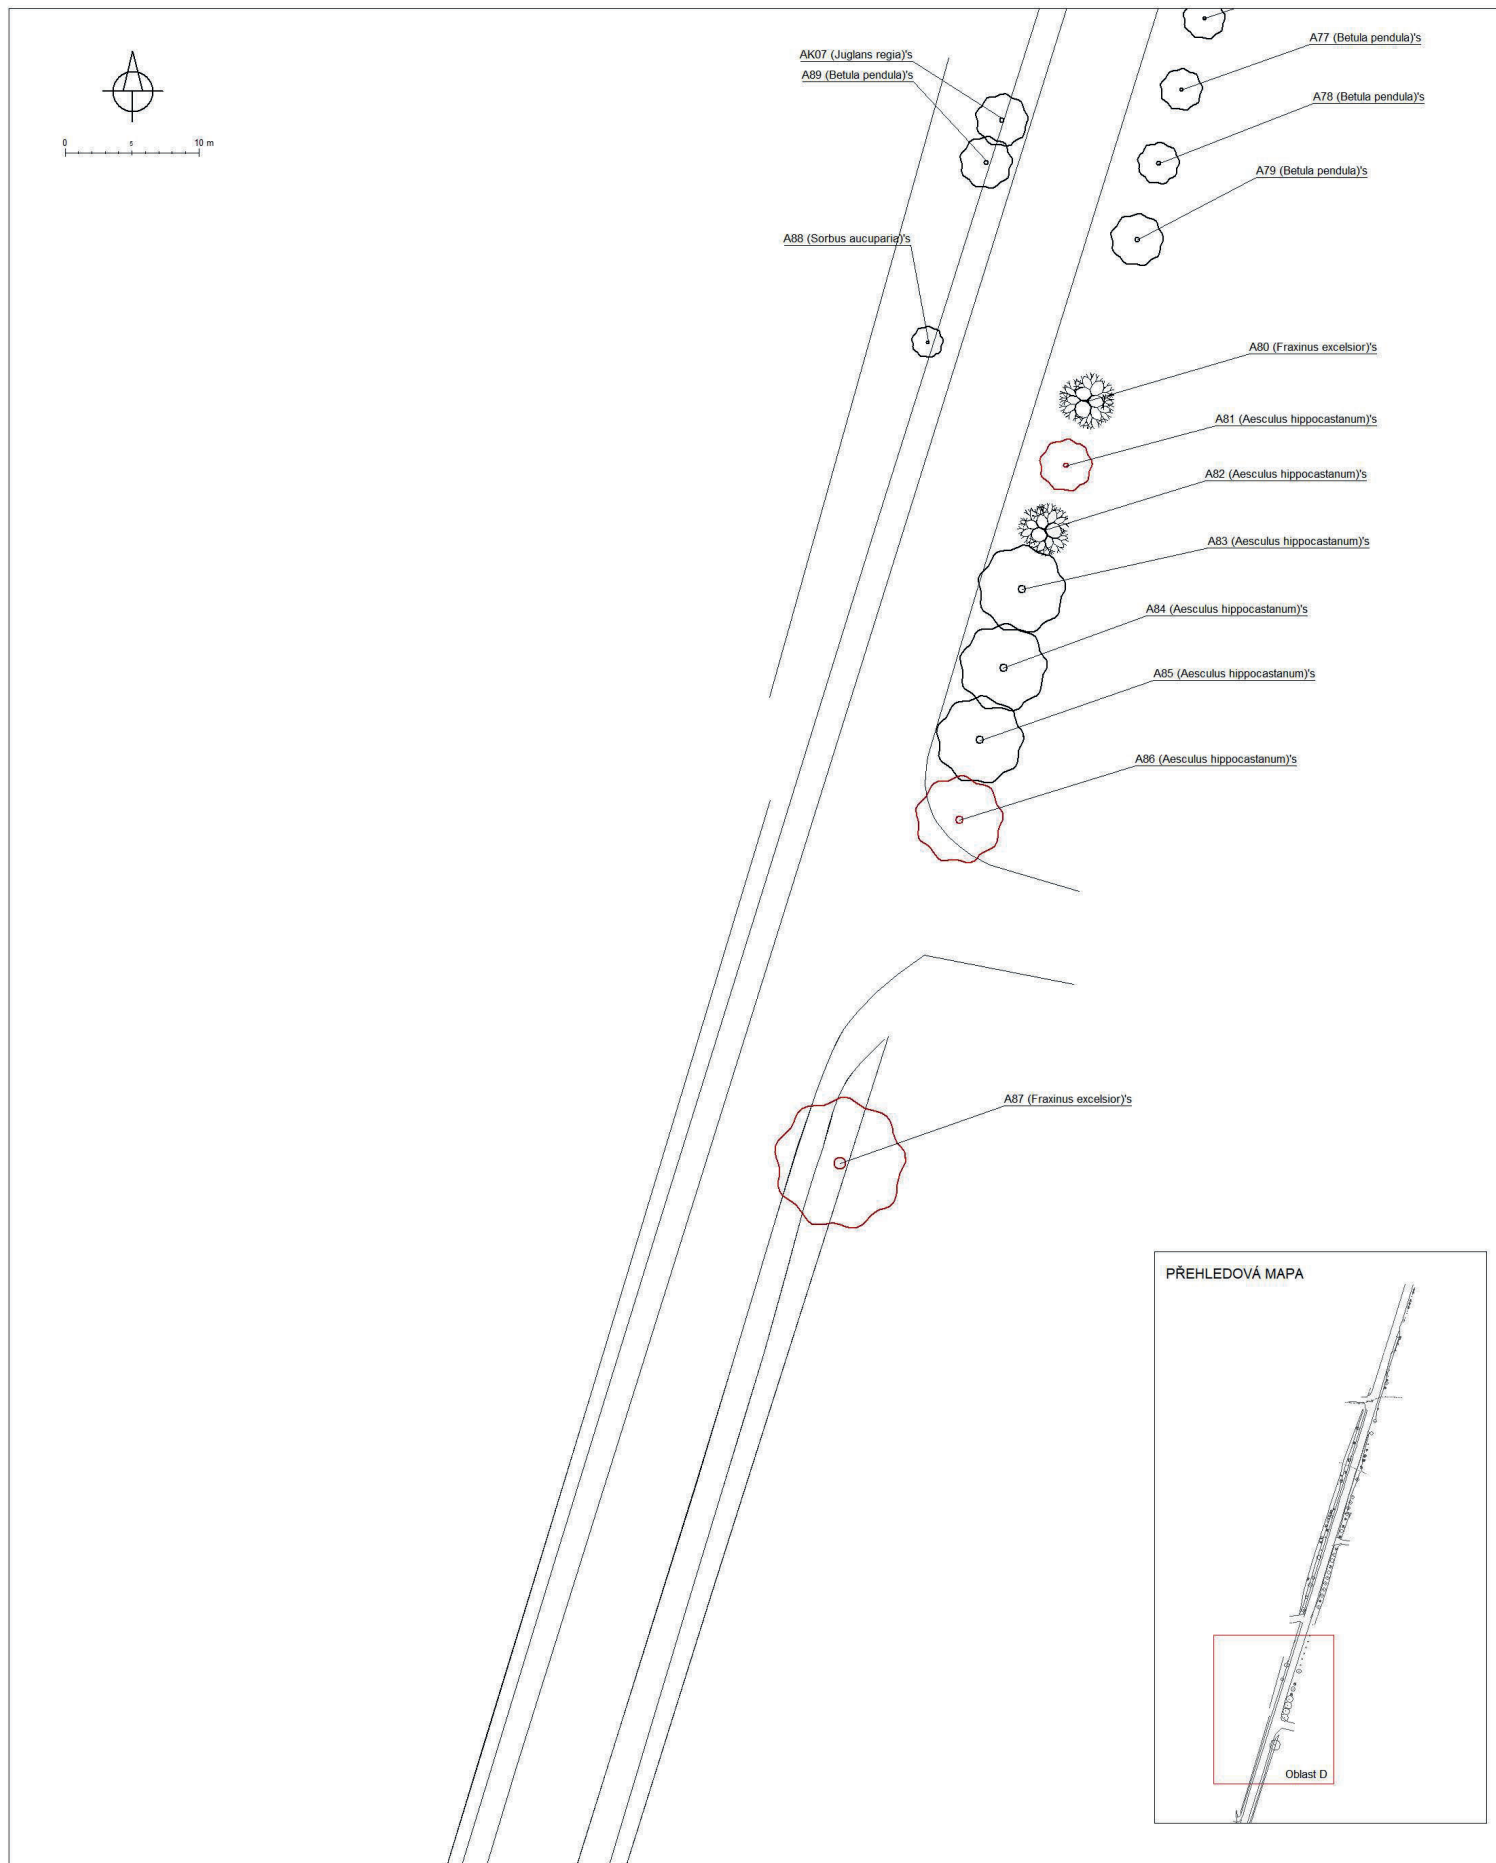 A77 (Betula pendula)'s
AK07 (Juglans regia)'s
A89 (Betula pendula)'s
A78 (Betula pendula)'s
0 5 10 m
A79 (Betula pendula)'s
A88 (Sorbus aucuparia)'s
A80 (Fraxinus excelsior)'s
A81 (Aesculus hippocastanum)'s
A82 (Aesculus hippocastanum)'s
A83 (Aesculus hippocastanum)'s
A84 (Aesculus hippocastanum)'s
A85 (Aesculus hippocastanum)'s
A86 (Aesculus hippocastanum)'s
A87 (Fraxinus excelsior)'s
PŘEHLEDOVÁ MAPA
Oblast D